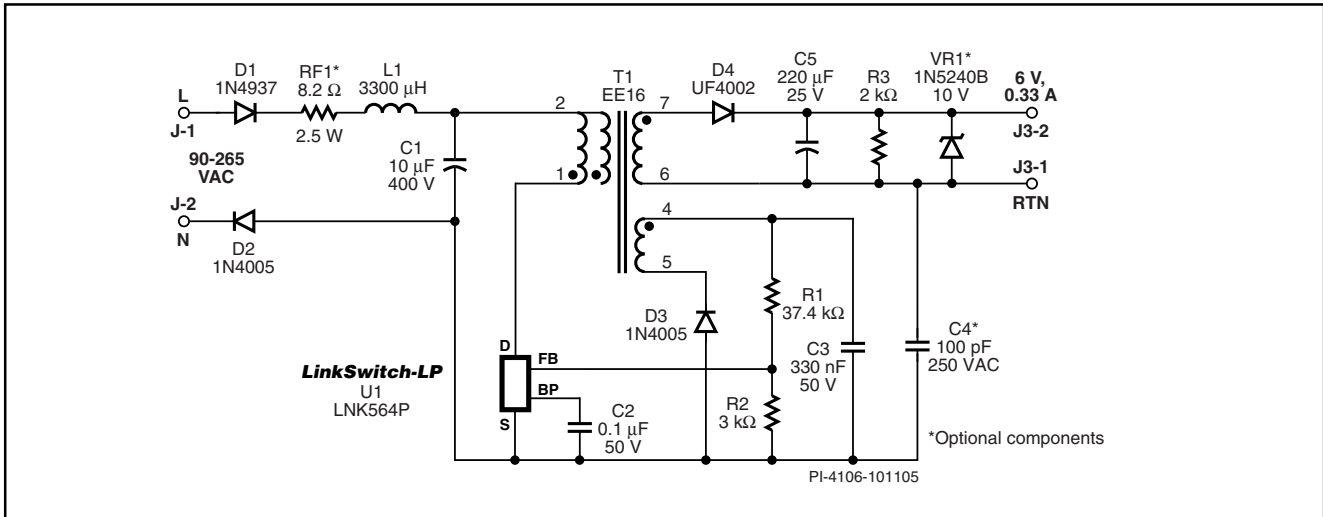 D1
1N4937
RF1*
8.2 Ω
2.5 W
L1
3300 μH
T1
EE16
D4
UF4002
C5
220 μF
25 V
R3
2 kΩ
VR1*
1N5240B
10 V
6 V,
0.33 A
J3-2
L
J-1
90-265
VAC
C1
10 μF
400 V
2
1
7
6
J3-1
RTN
J-2
N
D2
1N4005
4
5
D3
1N4005
R1
37.4 kΩ
C3
330 nF
50 V
C4*
100 pF
250 VAC
LinkSwitch-LP
U1
LNK564P
D
FB
BP
S
C2
0.1 μF
50 V
R2
3 kΩ
*Optional components
PI-4106-101105